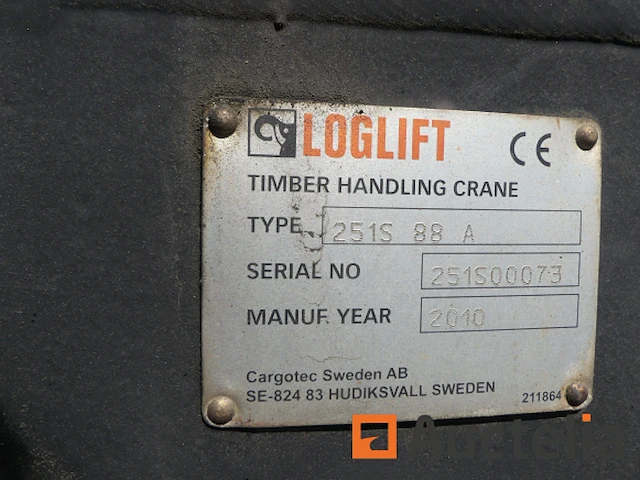 LOGLIFT CE
TIMBER HANDLING CRANE
TYPE 251S 88 A
SERIAL NO 251S00073
MANUF. YEAR 2010
Cargotec Sweden AB
SE-824 83 HUDIKSVALL SWEDEN
211864
Auctelia